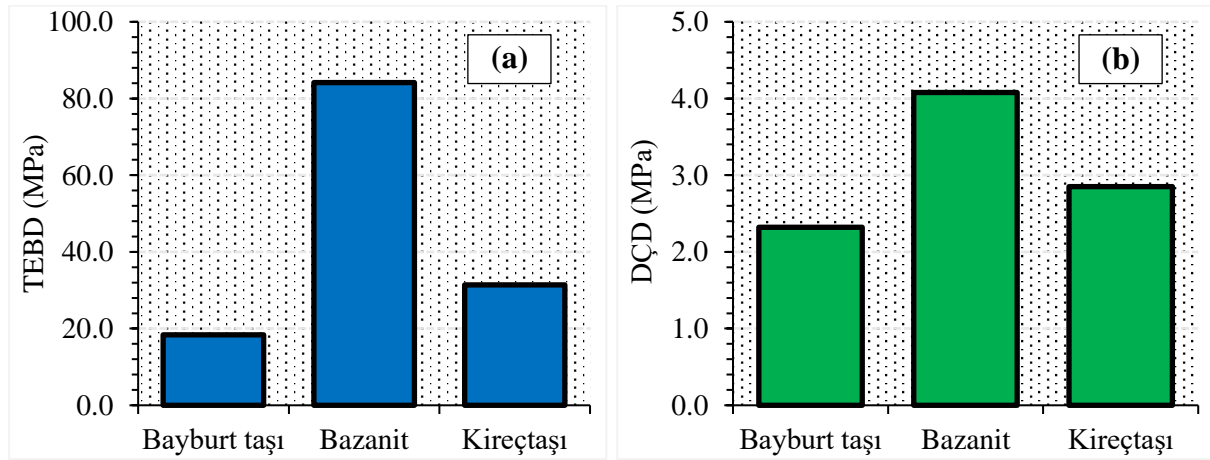 (a)
TEBD (MPa)
100.0
80.0
60.0
40.0
20.0
0.0
Bayburt taşı Bazanit Kireçtaşı
(b)
DÇD (MPa)
5.0
4.0
3.0
2.0
1.0
0.0
Bayburt taşı Bazanit Kireçtaşı